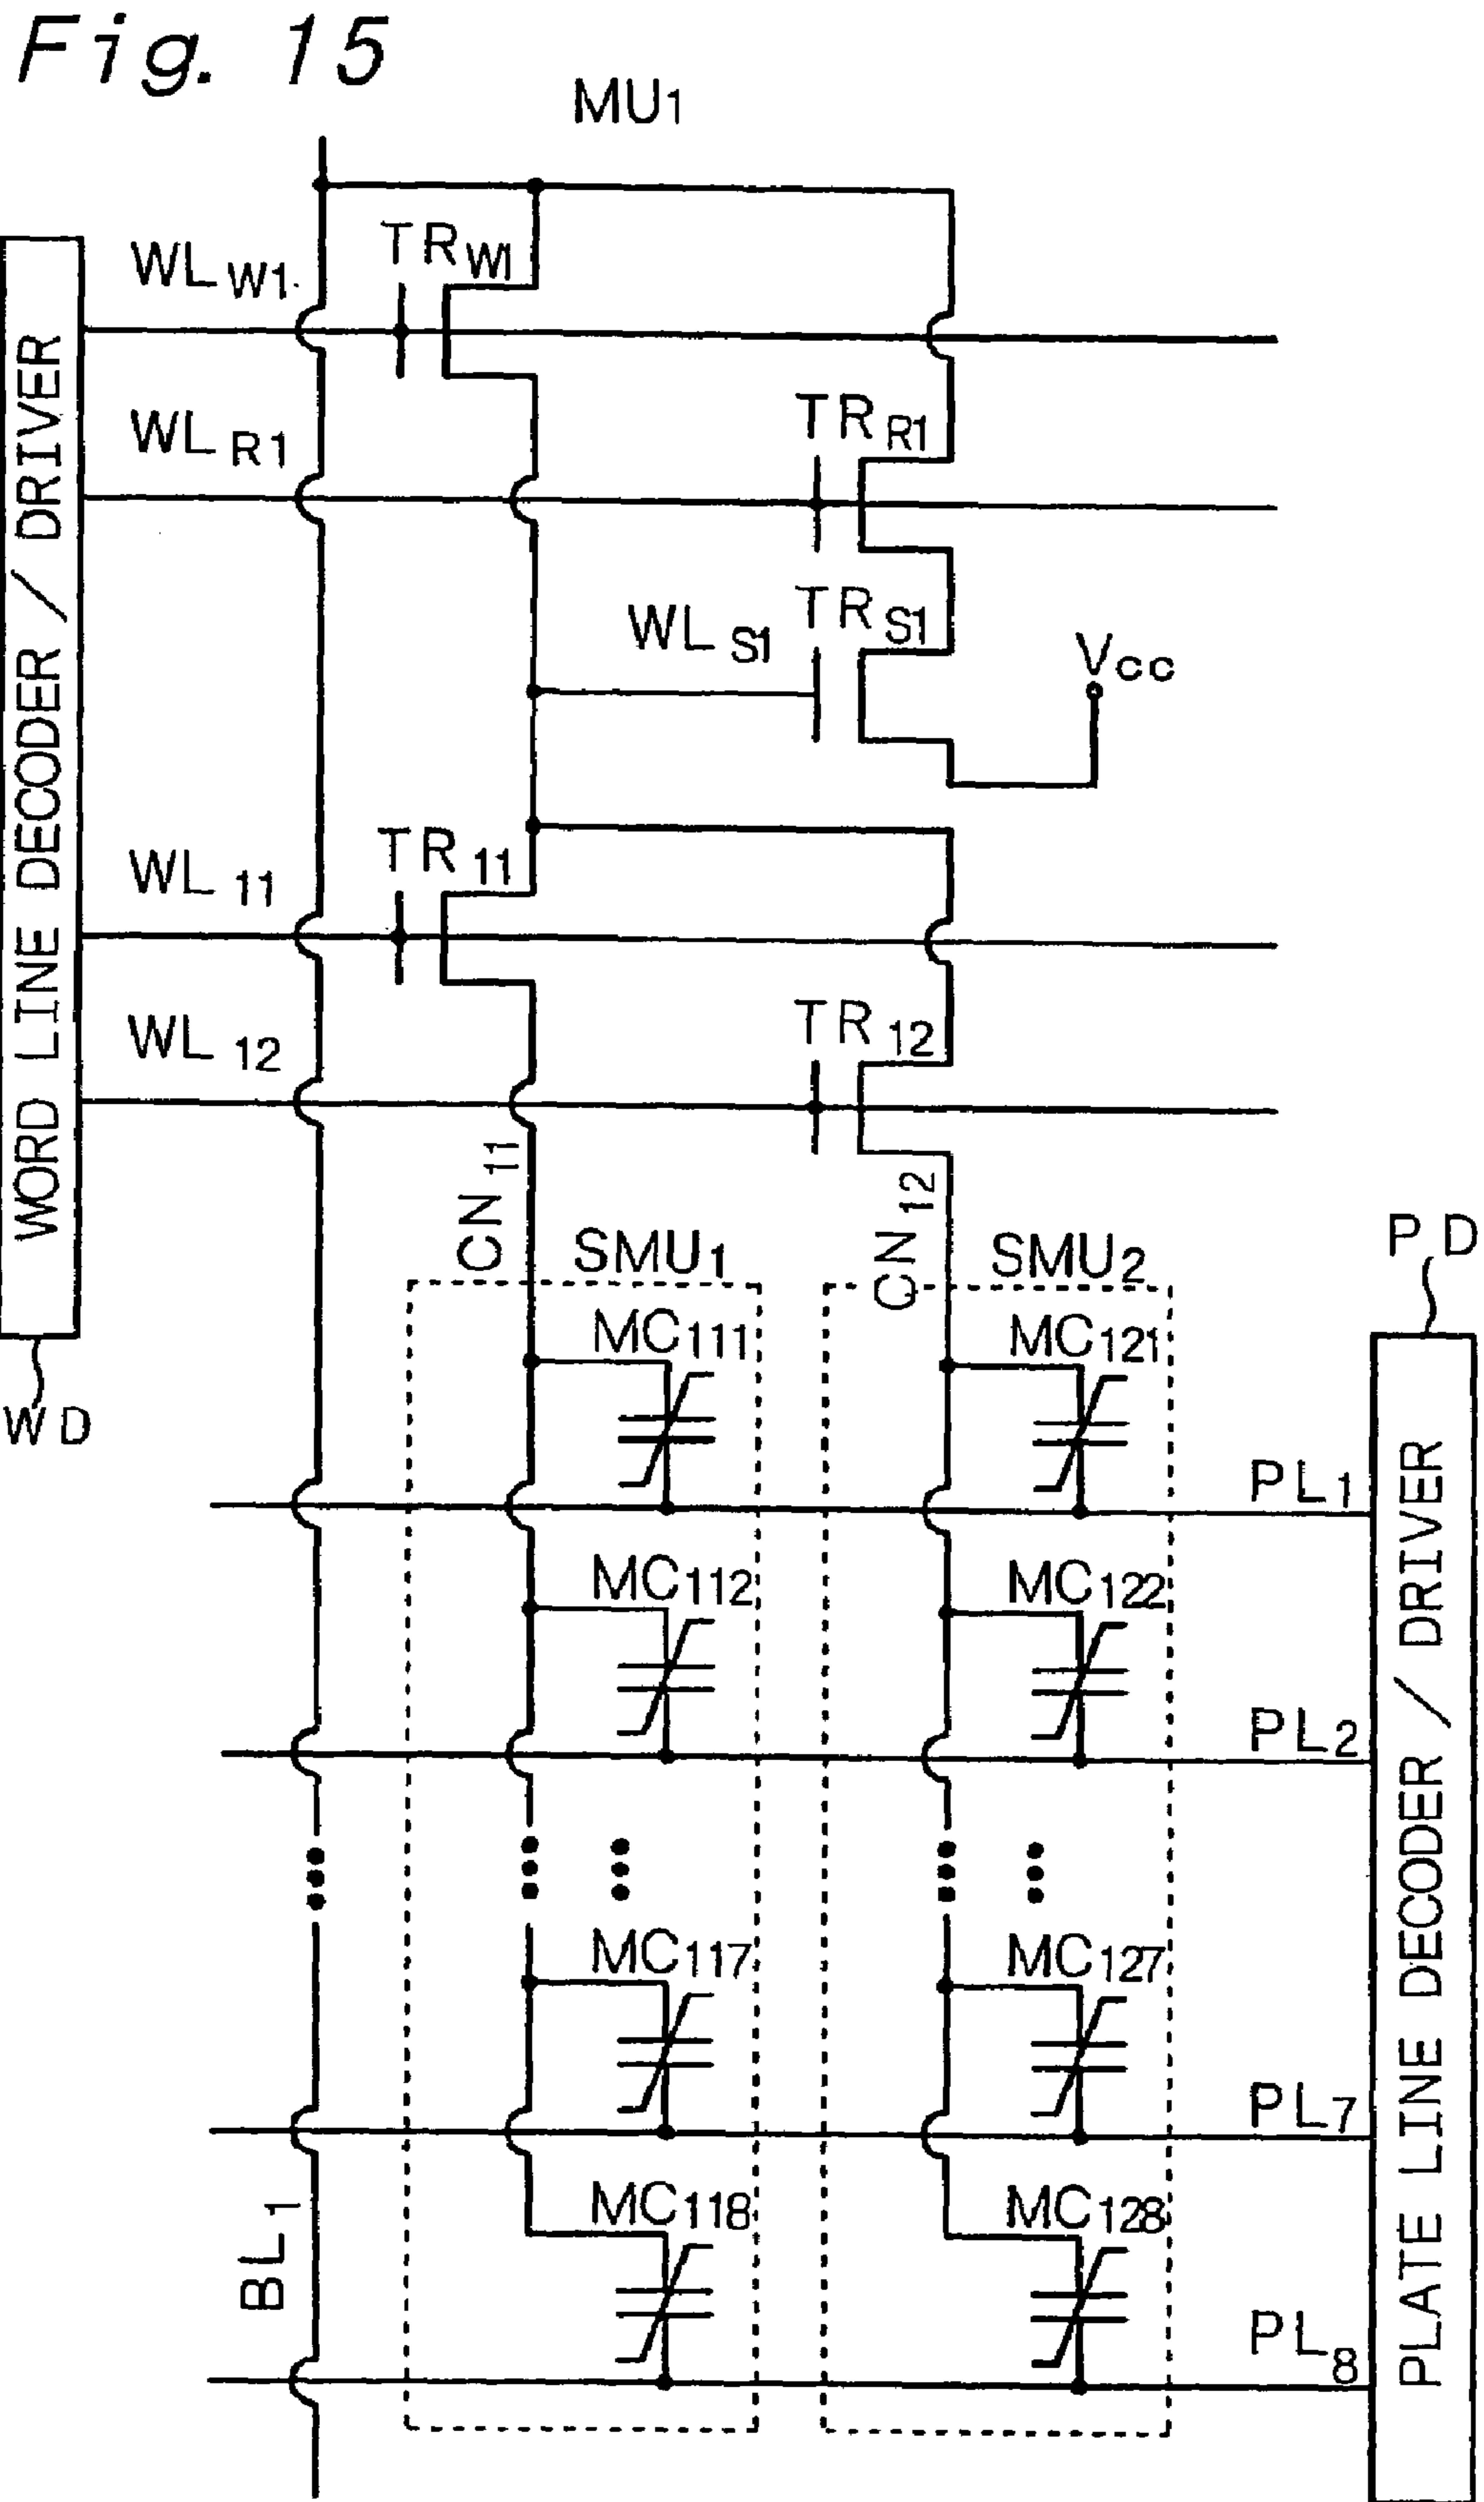 Fig. 15
MU1
WLW1
TRW1
WLR1
TRR1
WLS1
TRS1
Vcc
WORD LINE DECODER / DRIVER
WL11
TR11
WL12
TR12
CN11
CN12
SMU1
SMU2
PD
WD
MC111
MC121
PL1
MC112
MC122
PL2
MC117
MC127
PL7
MC118
MC128
PL8
BL1
PLATE LINE DECODER / DRIVER